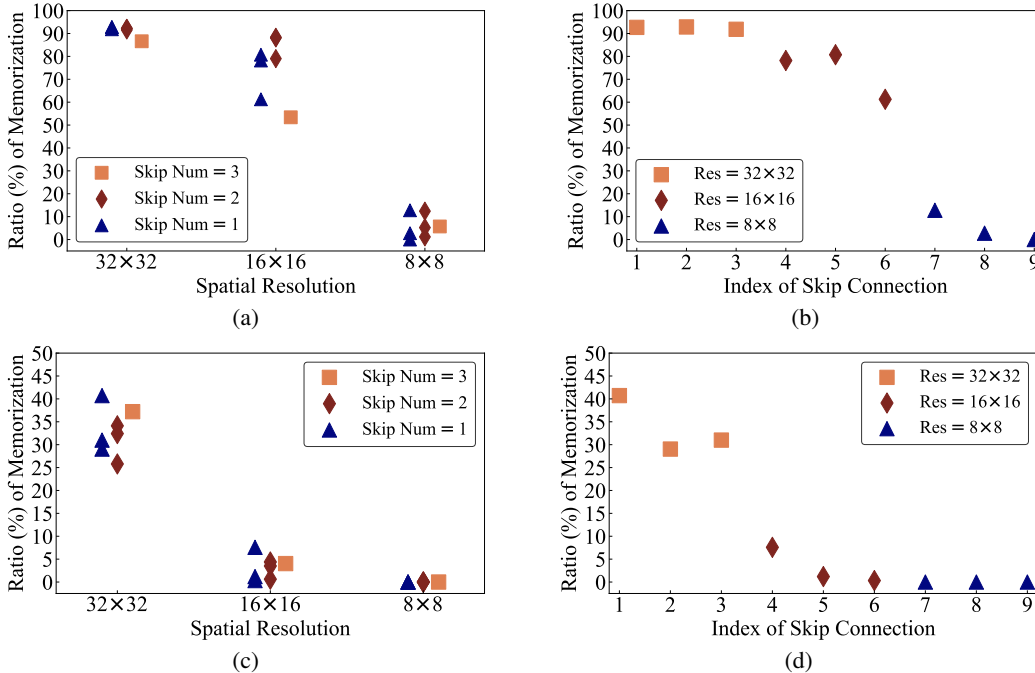 Ratio (%) of Memorization
100
90
80
70
60
50
40
30
20
10
0
Skip Num = 3
Skip Num = 2
Skip Num = 1
32×32
16×16
8×8
Spatial Resolution
(a)
Ratio (%) of Memorization
100
90
80
70
60
50
40
30
20
10
0
Res = 32×32
Res = 16×16
Res = 8×8
1 2 3 4 5 6 7 8 9
Index of Skip Connection
(b)
Ratio (%) of Memorization
50
45
40
35
30
25
20
15
10
5
0
Skip Num = 3
Skip Num = 2
Skip Num = 1
32×32
16×16
8×8
Spatial Resolution
(c)
Ratio (%) of Memorization
50
45
40
35
30
25
20
15
10
5
0
Res = 32×32
Res = 16×16
Res = 8×8
1 2 3 4 5 6 7 8 9
Index of Skip Connection
(d)